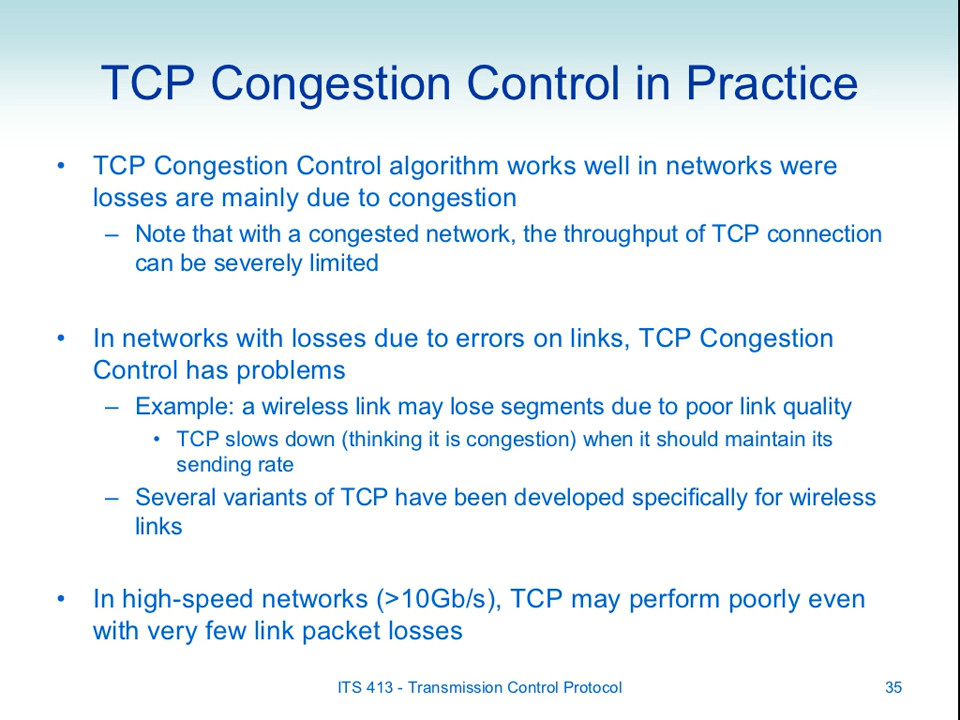 TCP Congestion Control in Practice
• TCP Congestion Control algorithm works well in networks were
losses are mainly due to congestion
– Note that with a congested network, the throughput of TCP connection
can be severely limited
• In networks with losses due to errors on links, TCP Congestion
Control has problems
– Example: a wireless link may lose segments due to poor link quality
• TCP slows down (thinking it is congestion) when it should maintain its
sending rate
– Several variants of TCP have been developed specifically for wireless
links
• In high-speed networks (>10Gb/s), TCP may perform poorly even
with very few link packet losses
ITS 413 - Transmission Control Protocol 35